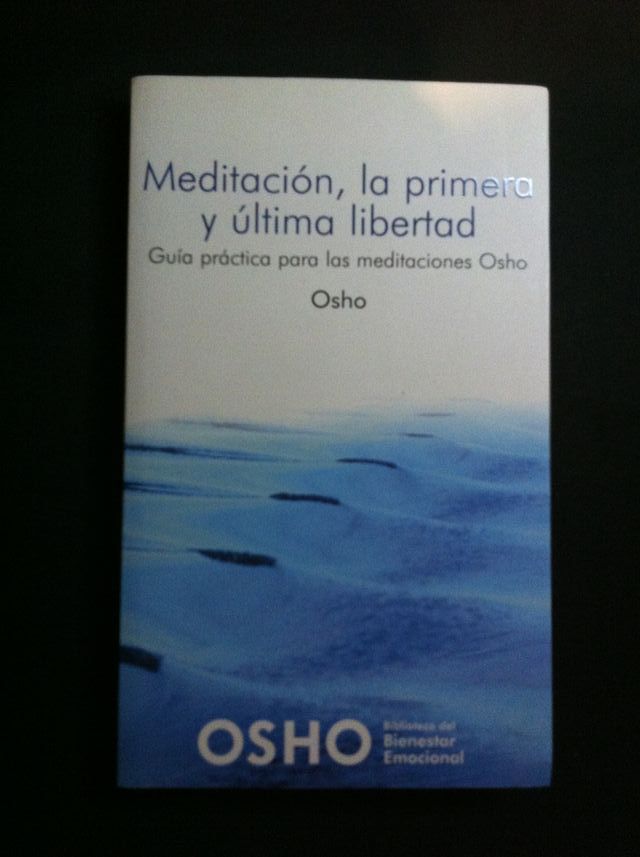 Meditación, la primera
y última libertad
Guía práctica para las meditaciones Osho
Osho
OSHO
Biblioteca del
Bienestar
Emocional